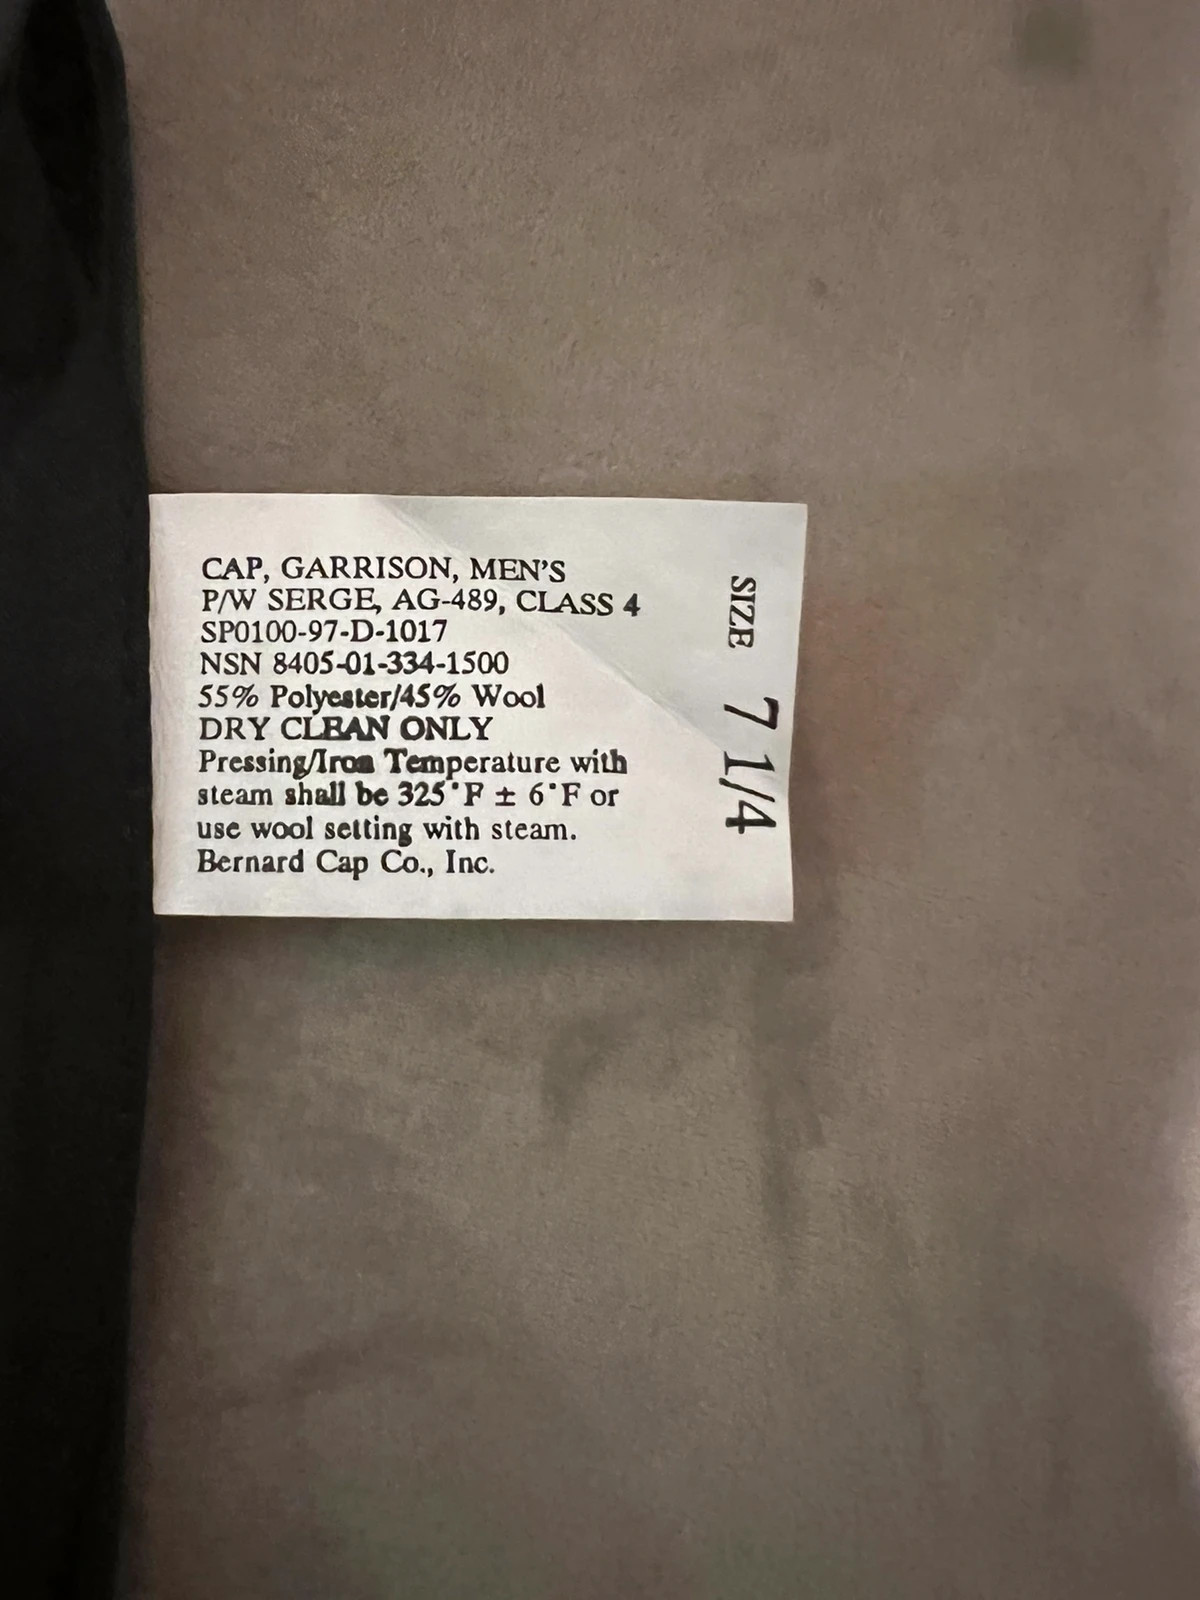 CAP, GARRISON, MEN'S
P/W SERGE, AG-489, CLASS 4
SP0100-97-D-1017
NSN 8405-01-334-1500
55% Polyester/45% Wool
DRY CLEAN ONLY
Pressing/Iron Temperature with
steam shall be 325°F ± 6°F or
use wool setting with steam.
Bernard Cap Co., Inc.
SIZE 7 1/4